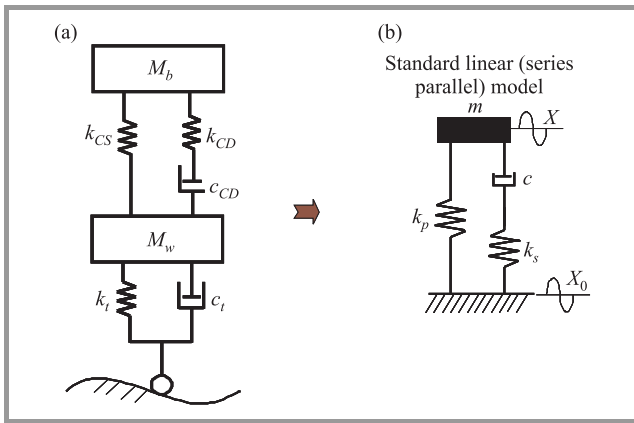 (a)
M_b
k_CS
k_CD
c_CD
M_w
k_t
c_t
(b)
Standard linear (series
parallel) model
m
X
c
k_p
k_s
X_0